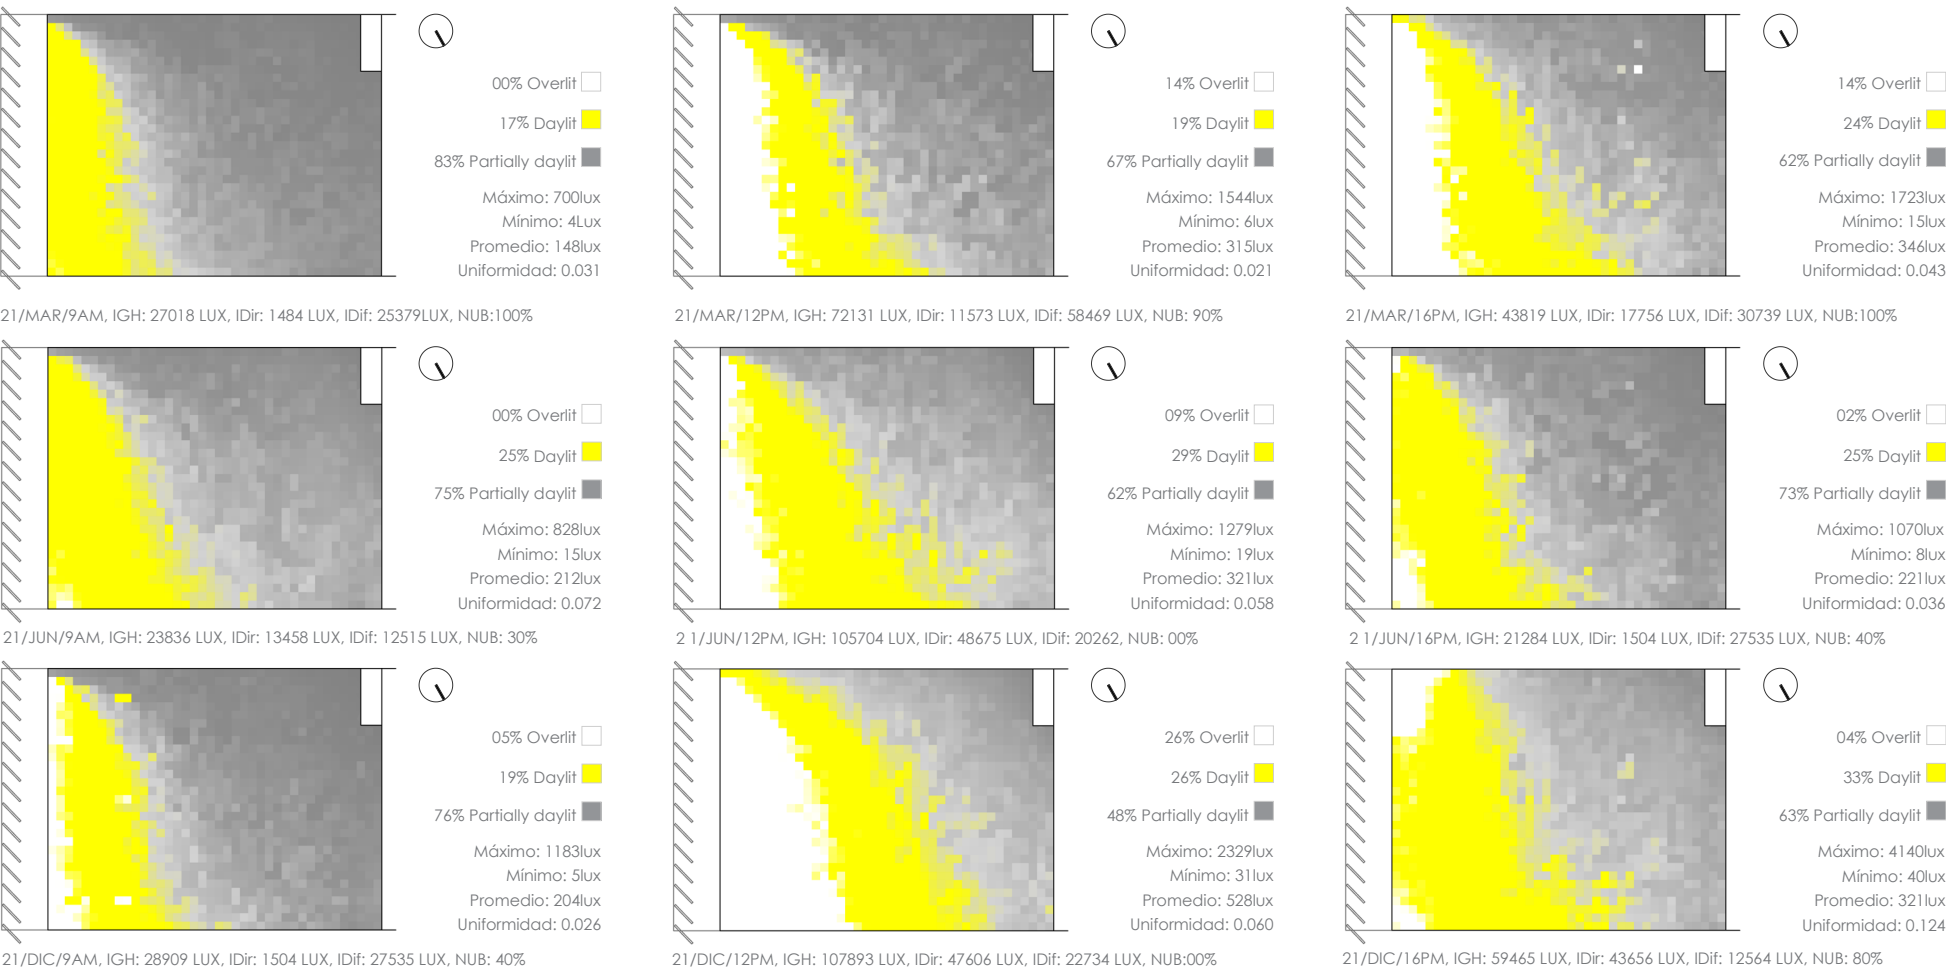 00% Overlit
17% Daylit
83% Partially daylit
Máximo: 700lux
Mínimo: 4Lux
Promedio: 148lux
Uniformidad: 0.031
21/MAR/9AM, IGH: 27018 LUX, IDir: 1484 LUX, IDif: 25379LUX, NUB:100%
14% Overlit
19% Daylit
67% Partially daylit
Máximo: 1544lux
Mínimo: 6lux
Promedio: 315lux
Uniformidad: 0.021
21/MAR/12PM, IGH: 72131 LUX, IDir: 11573 LUX, IDif: 58469 LUX, NUB: 90%
14% Overlit
24% Daylit
62% Partially daylit
Máximo: 1723lux
Mínimo: 15lux
Promedio: 346lux
Uniformidad: 0.043
21/MAR/16PM, IGH: 43819 LUX, IDir: 17756 LUX, IDif: 30739 LUX, NUB:100%
00% Overlit
25% Daylit
75% Partially daylit
Máximo: 828lux
Mínimo: 15lux
Promedio: 212lux
Uniformidad: 0.072
21/JUN/9AM, IGH: 23836 LUX, IDir: 13458 LUX, IDif: 12515 LUX, NUB: 30%
09% Overlit
29% Daylit
62% Partially daylit
Máximo: 1279lux
Mínimo: 19lux
Promedio: 321lux
Uniformidad: 0.058
2 1/JUN/12PM, IGH: 105704 LUX, IDir: 48675 LUX, IDif: 20262, NUB: 00%
02% Overlit
25% Daylit
73% Partially daylit
Máximo: 1070lux
Mínimo: 8lux
Promedio: 221lux
Uniformidad: 0.036
2 1/JUN/16PM, IGH: 21284 LUX, IDir: 1504 LUX, IDif: 27535 LUX, NUB: 40%
05% Overlit
19% Daylit
76% Partially daylit
Máximo: 1183lux
Mínimo: 5lux
Promedio: 204lux
Uniformidad: 0.026
21/DIC/9AM, IGH: 28909 LUX, IDir: 1504 LUX, IDif: 27535 LUX, NUB: 40%
26% Overlit
26% Daylit
48% Partially daylit
Máximo: 2329lux
Mínimo: 31lux
Promedio: 528lux
Uniformidad: 0.060
21/DIC/12PM, IGH: 107893 LUX, IDir: 47606 LUX, IDif: 22734 LUX, NUB:00%
04% Overlit
33% Daylit
63% Partially daylit
Máximo: 4140lux
Mínimo: 40lux
Promedio: 321lux
Uniformidad: 0.124
21/DIC/16PM, IGH: 59465 LUX, IDir: 43656 LUX, IDif: 12564 LUX, NUB: 80%